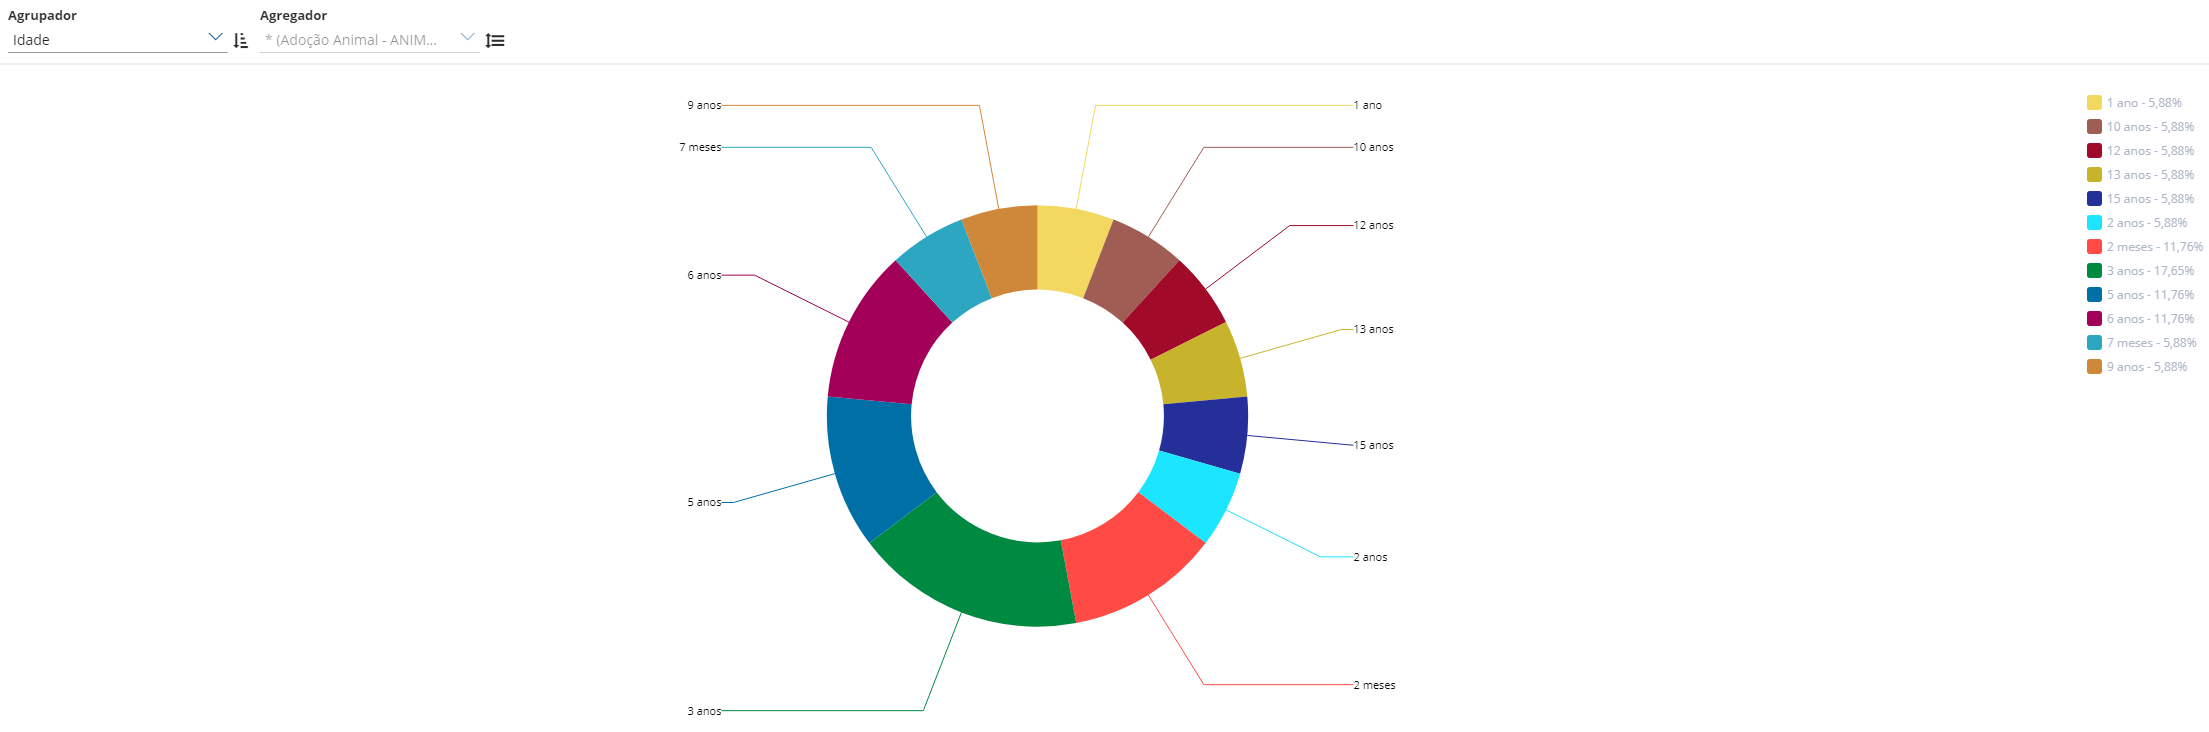 Agrupador
Agregador
Idade
* (Adoção Animal - ANIM...
9 anos
1 ano
7 meses
10 anos
12 anos
6 anos
13 anos
15 anos
5 anos
2 anos
2 meses
3 anos
1 ano - 5,88%
10 anos - 5,88%
12 anos - 5,88%
13 anos - 5,88%
15 anos - 5,88%
2 anos - 5,88%
2 meses - 11,76%
3 anos - 17,65%
5 anos - 11,76%
6 anos - 11,76%
7 meses - 5,88%
9 anos - 5,88%